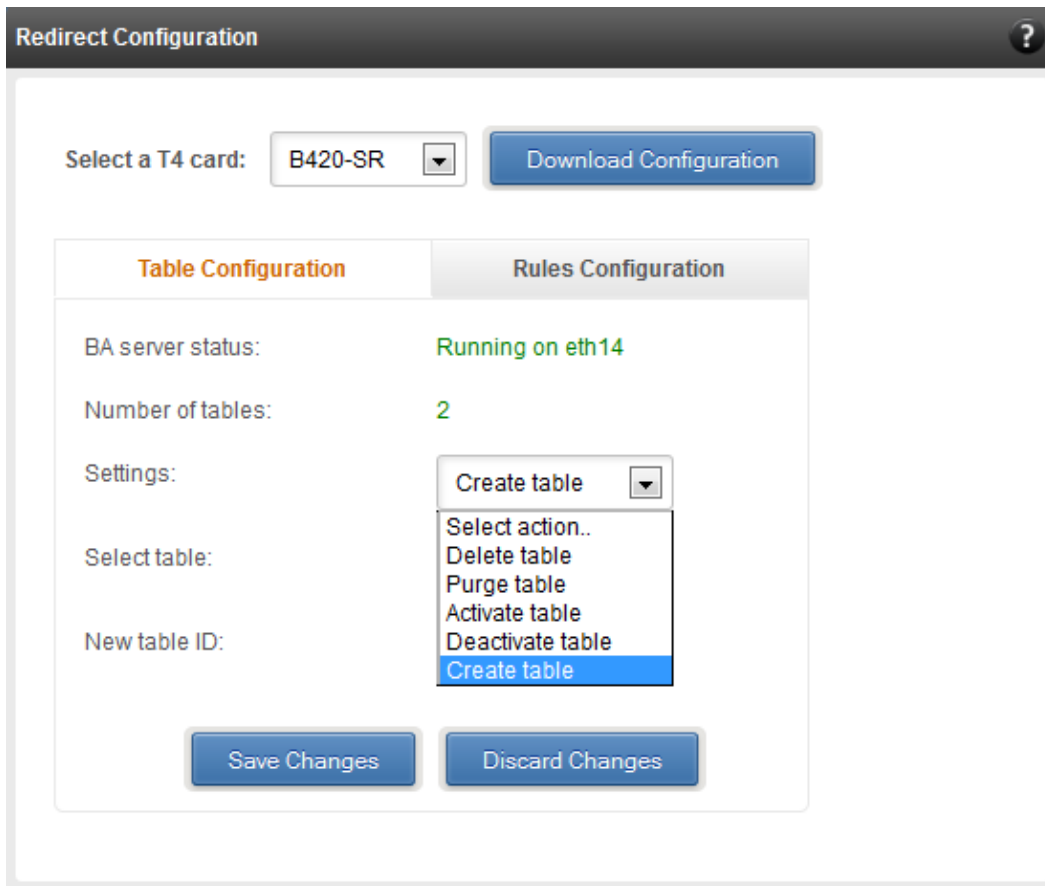 Redirect Configuration ?
Select a T4 card: B420-SR Download Configuration
Table Configuration Rules Configuration
BA server status: Running on eth14
Number of tables: 2
Settings: Create table
Select action..
Delete table
Select table:
Purge table
Activate table
Deactivate table
New table ID:
Create table
Save Changes Discard Changes